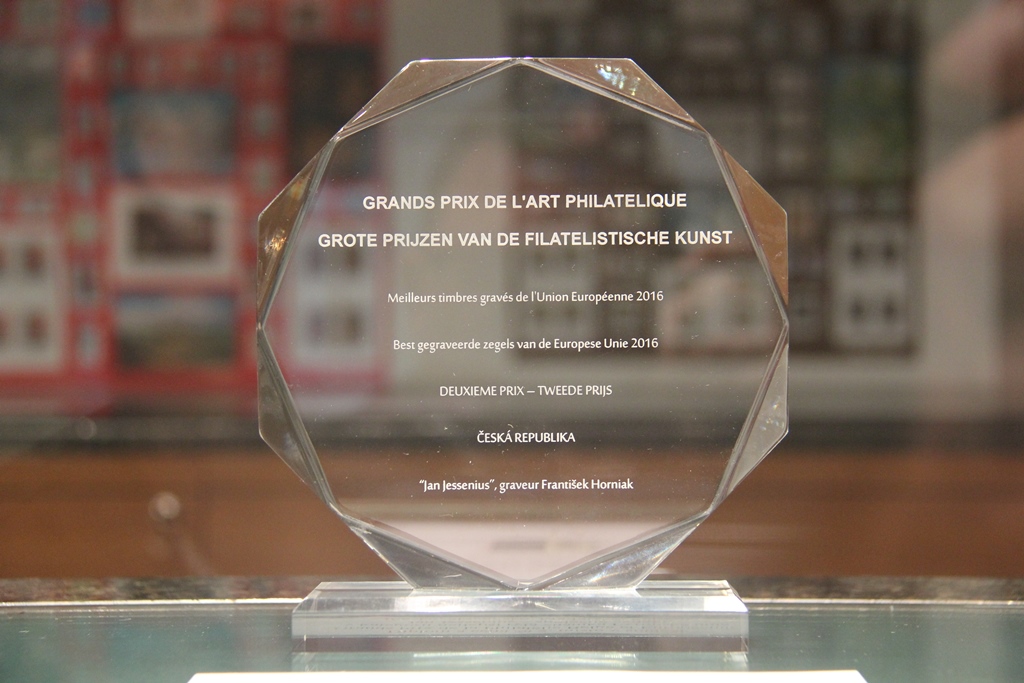 GRANDS PRIX DE L'ART PHILATELIQUE
GROTE PRIJZEN VAN DE FILATELISTISCHE KUNST
Meilleurs timbres gravés de l'Union Européenne 2016
Best gegraveerde zegels van de Europese Unie 2016
DEUXIEME PRIX – TWEEDE PRIJS
ČESKÁ REPUBLIKA
"Jan Jessenius", graveur František Horniak